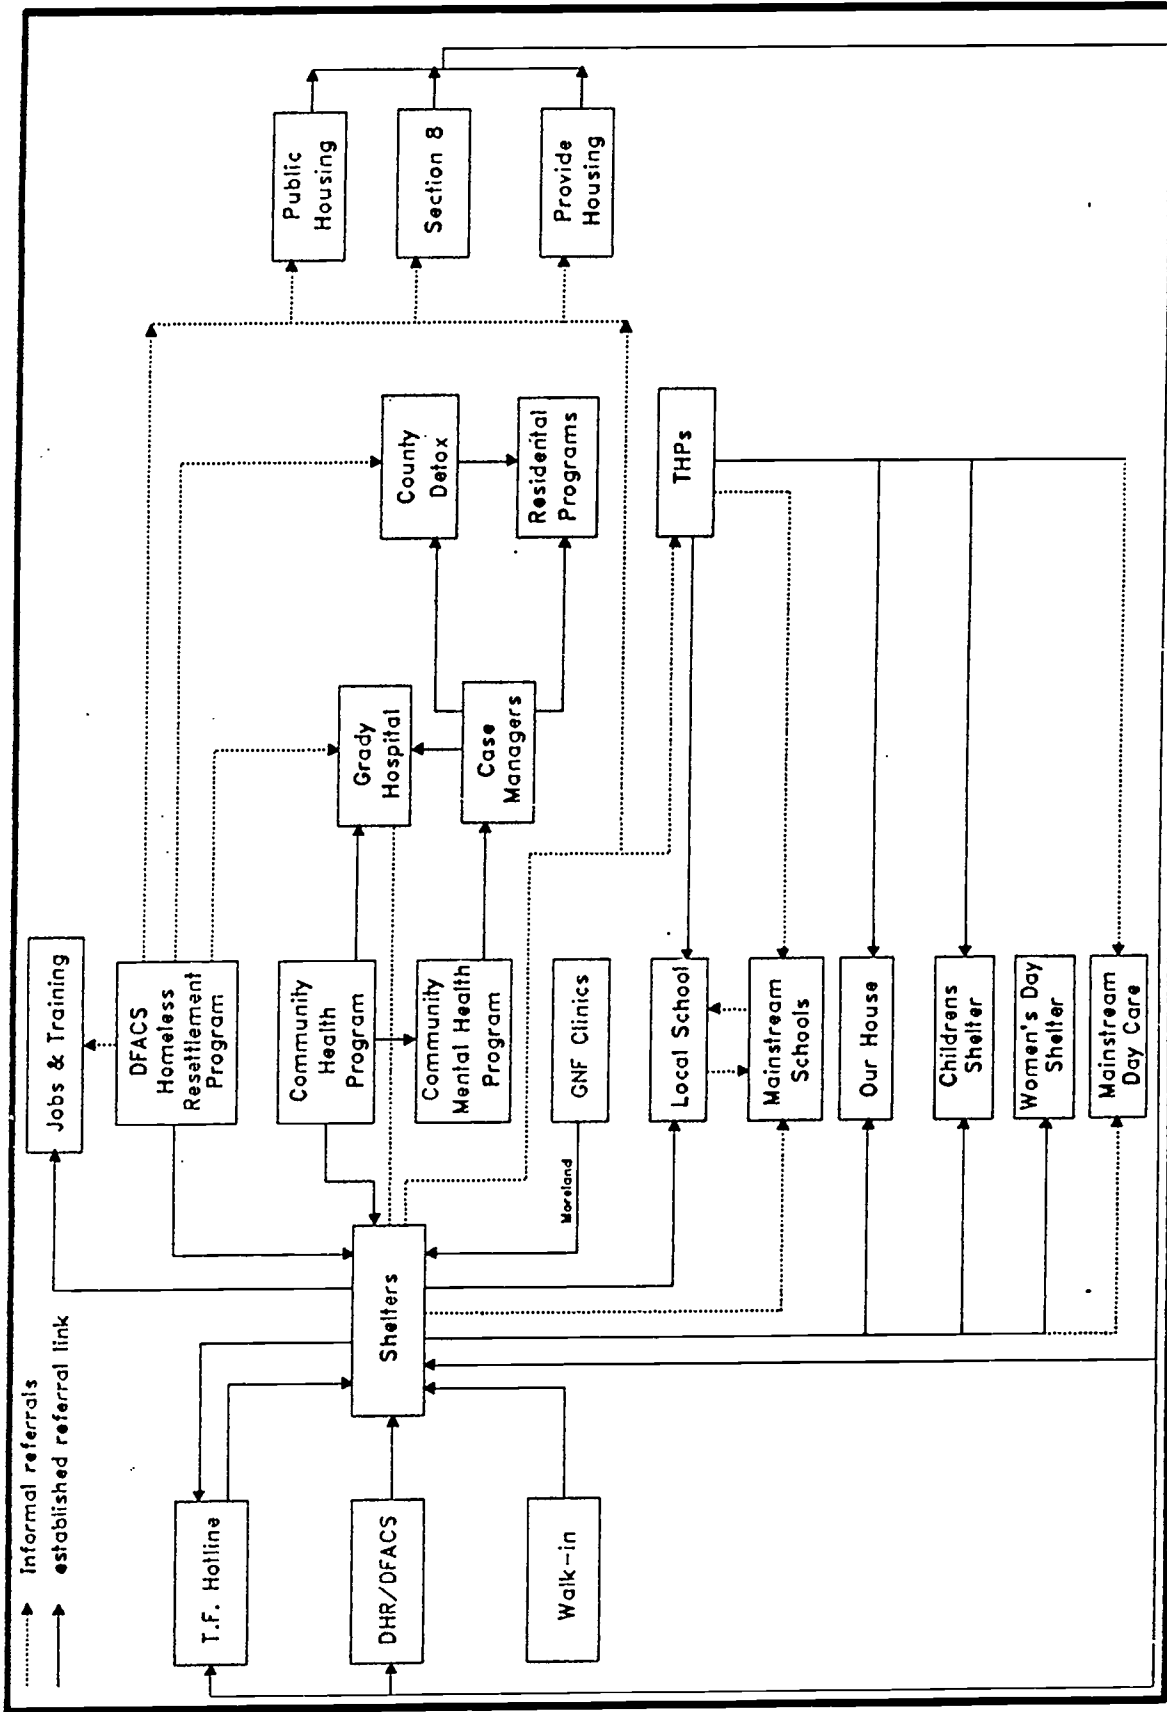 Informal referrals
established referral link
T.F. Hotline
DHR/DFACS
Walk-in
Shelters
Jobs & Training
DFACS
Homeless
Resettlement
Program
Community
Health
Program
Community
Mental Health
Program
GNF Clinics
Moreland
Local School
Mainstream
Schools
Our House
Childrens
Shelter
Women's Day
Shelter
Mainstream
Day Care
Grady
Hospital
Case
Managers
County
Detox
Residental
Programs
THPs
Public
Housing
Section 8
Provide
Housing